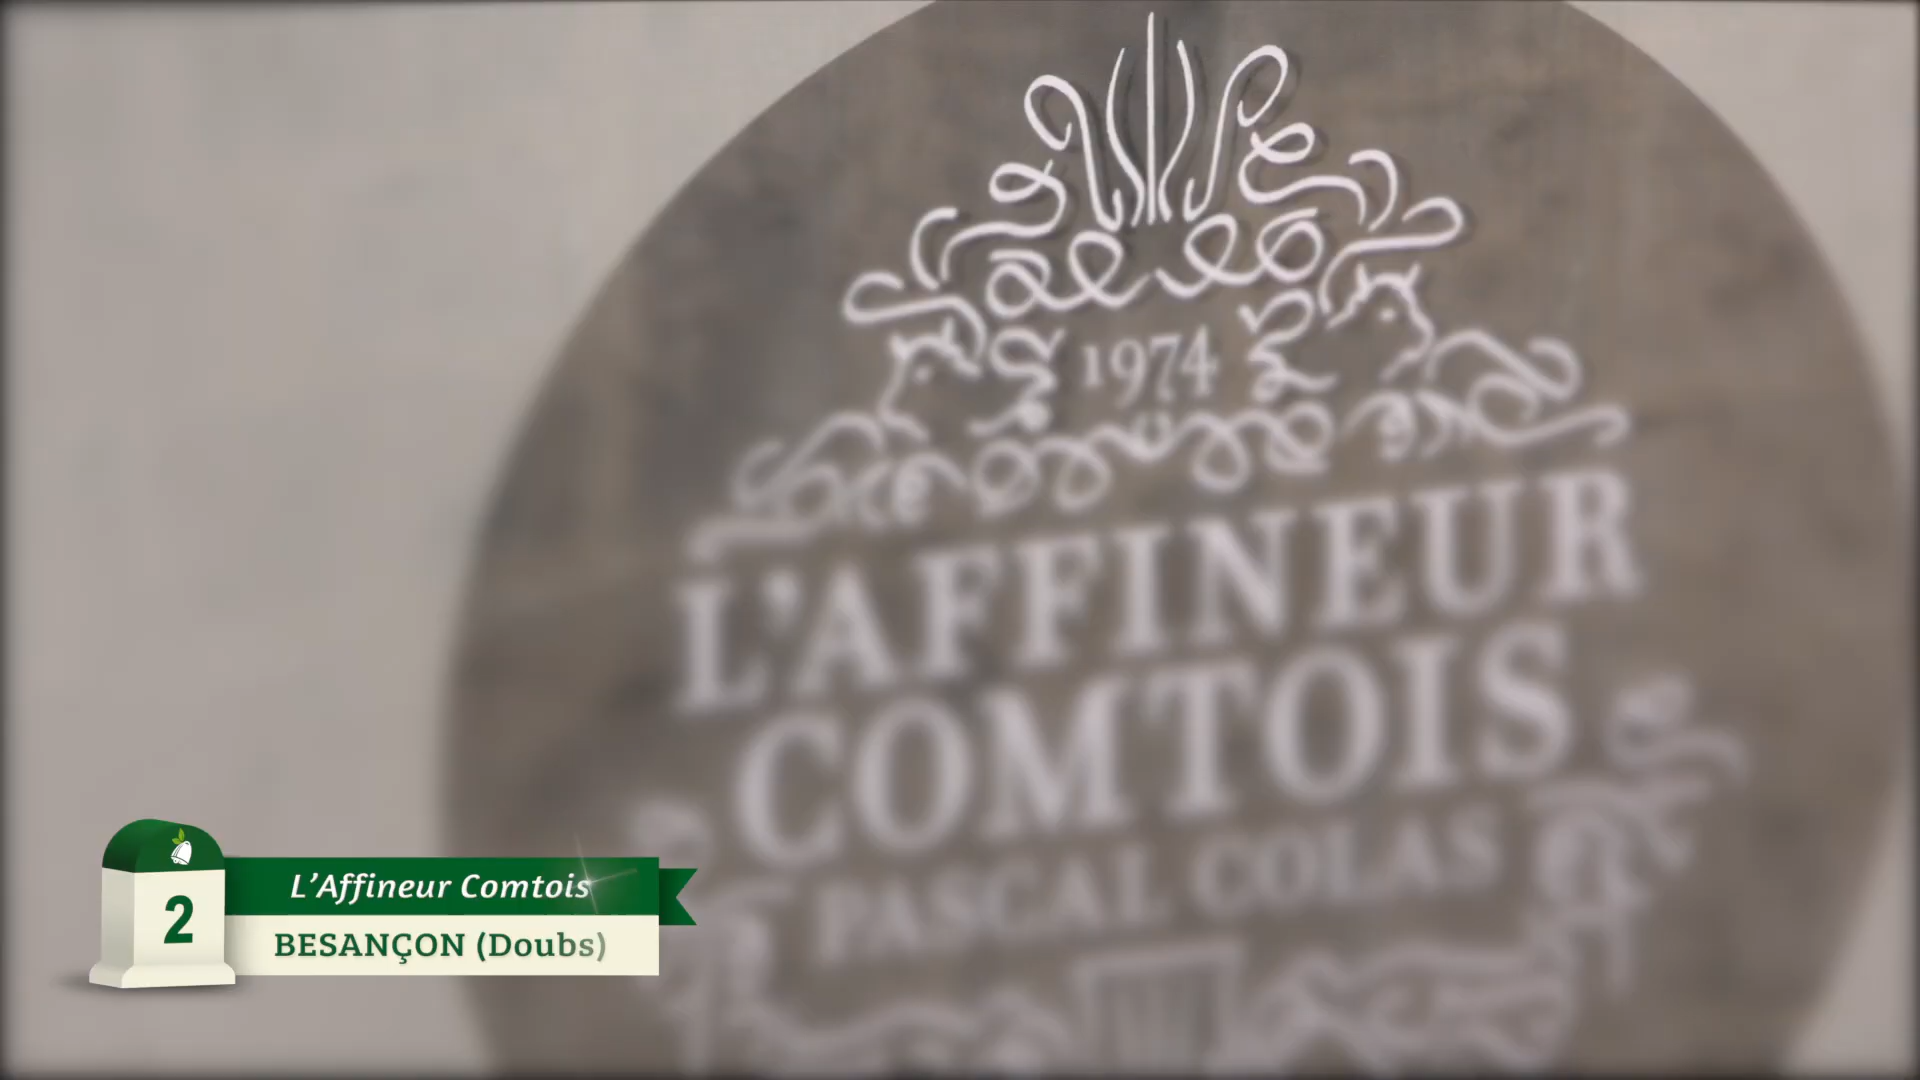 1974
L'AFFINEUR
COMTOIS
PASCAL COLAS
2
L'Affineur Comtois
BESANÇON (Doubs)